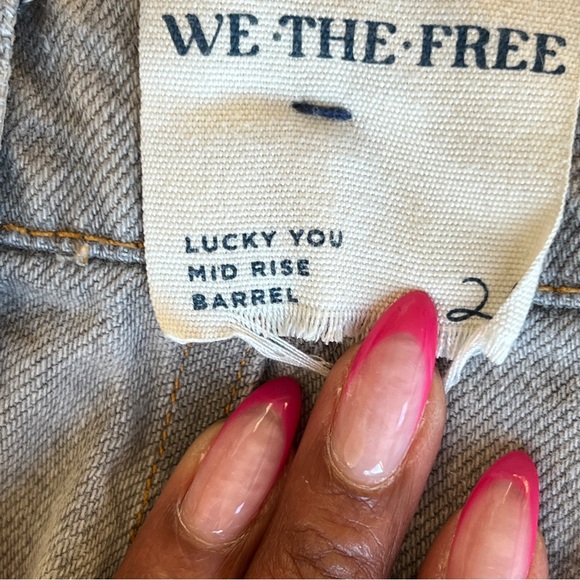 WE·THE·FREE
LUCKY YOU
MID RISE
BARREL
2